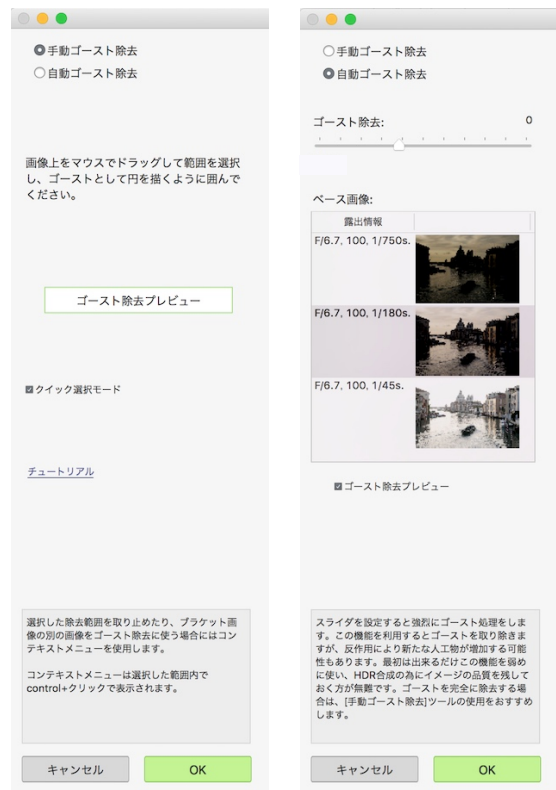 手動ゴースト除去
自動ゴースト除去
画像上をマウスでドラッグして範囲を選択
し、ゴーストとして円を描くように囲んで
ください。
ゴースト除去プレビュー
クイック選択モード
チュートリアル
選択した除去範囲を取り止めたり、ブラケット画
像の別の画像をゴースト除去に使う場合にはコン
テキストメニューを使用します。
コンテキストメニューは選択した範囲内で
control+クリックで表示されます。
キャンセル
OK
手動ゴースト除去
自動ゴースト除去
ゴースト除去: 0
ベース画像:
露出情報
F/6.7, 100, 1/750s.
F/6.7, 100, 1/180s.
F/6.7, 100, 1/45s.
ゴースト除去プレビュー
スライダを設定すると強烈にゴースト処理をしま
す。この機能を利用するとゴーストを取り除きま
すが、反作用により新たな人工物が増加する可能
性もあります。最初は出来るだけこの機能を弱め
に使い、HDR合成の為にイメージの品質を残して
おく方が無難です。ゴーストを完全に除去する場
合は、[手動ゴースト除去]ツールの使用をおすすめ
します。
キャンセル
OK